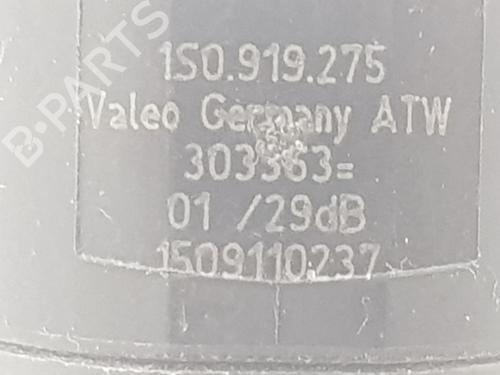 B-PARTS
1S0.919.275
Valeo Germany ATW
303363=
01 /29dB
1509110237